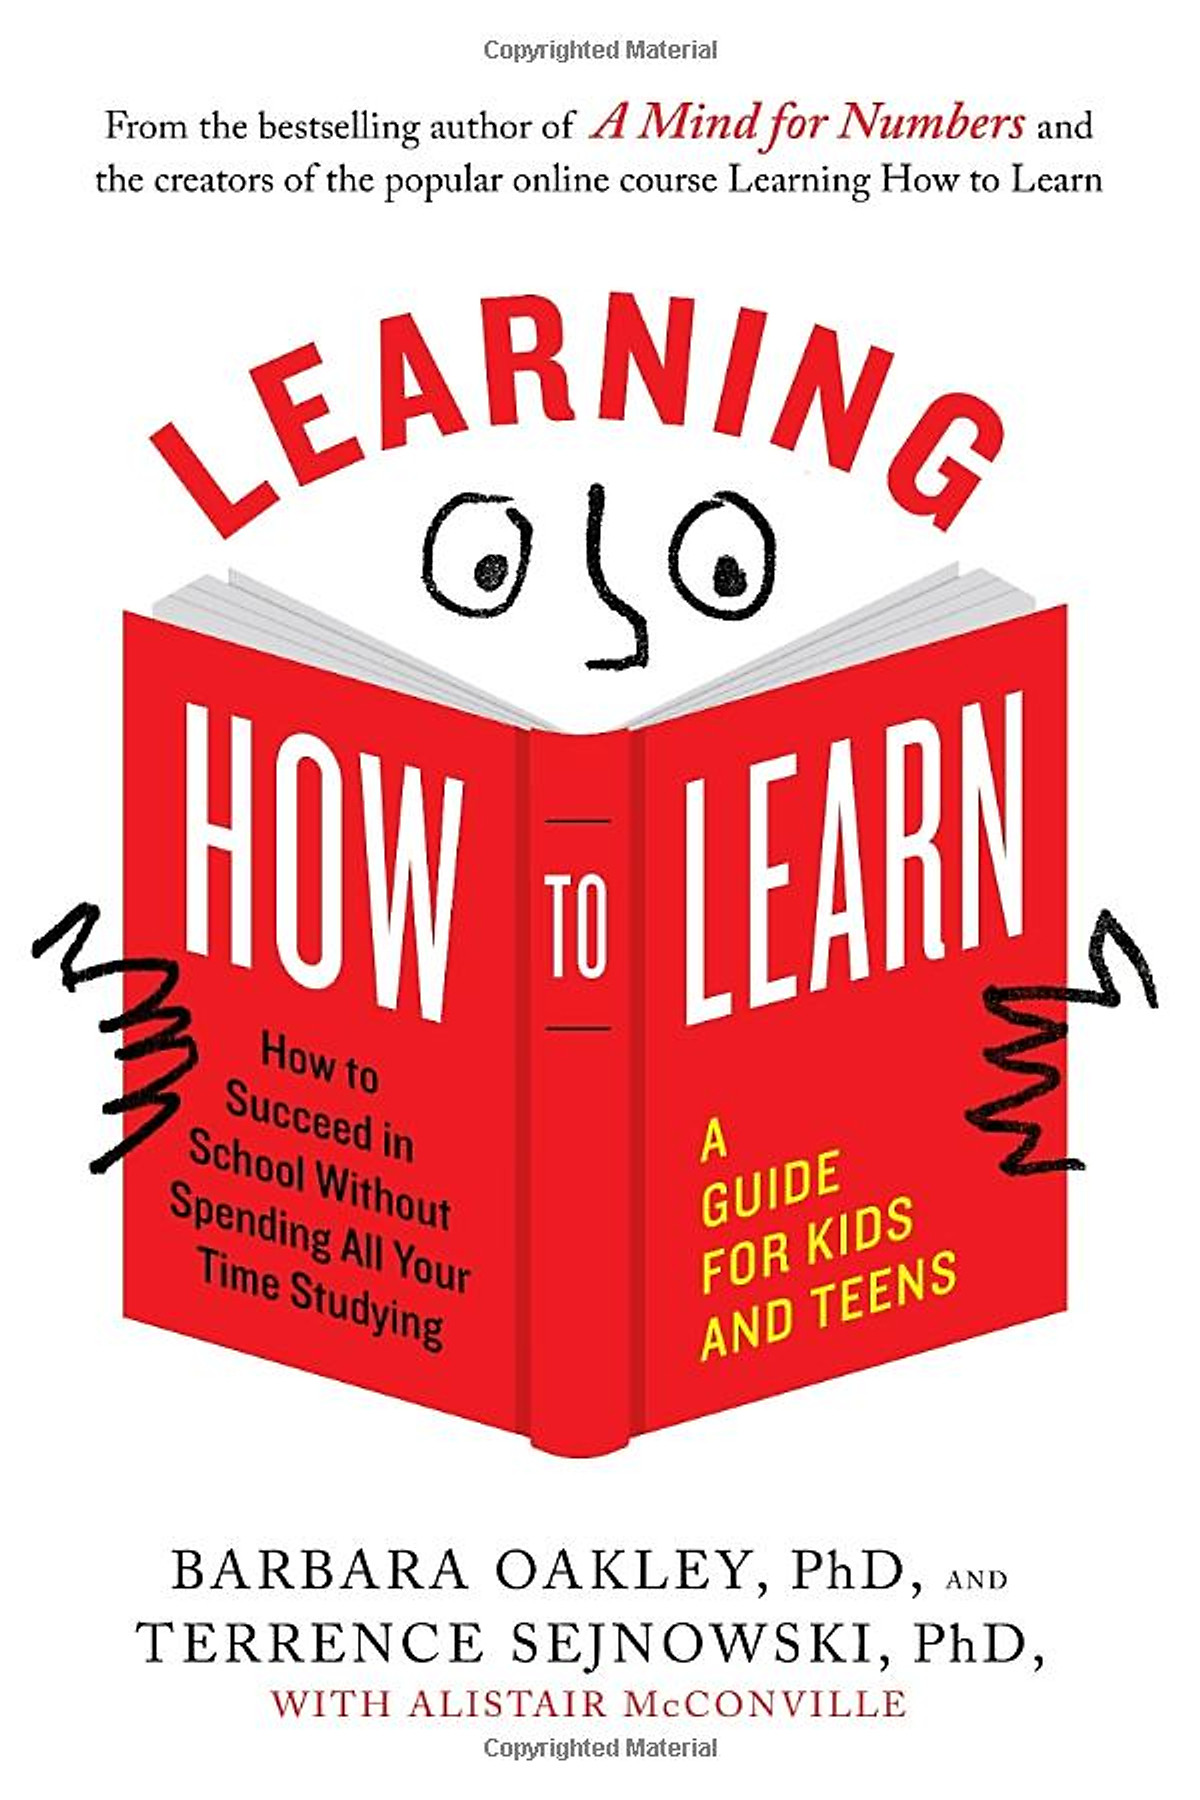 Copyrighted Material
From the bestselling author of A Mind for Numbers and
the creators of the popular online course Learning How to Learn
LEARNING
HOW
TO
LEARN
How to
Succeed in
School Without
Spending All Your
Time Studying
A
GUIDE
FOR KIDS
AND TEENS
BARBARA OAKLEY, PhD, AND
TERRENCE SEJNOWSKI, PhD,
WITH ALISTAIR McCONVILLE
Copyrighted Material